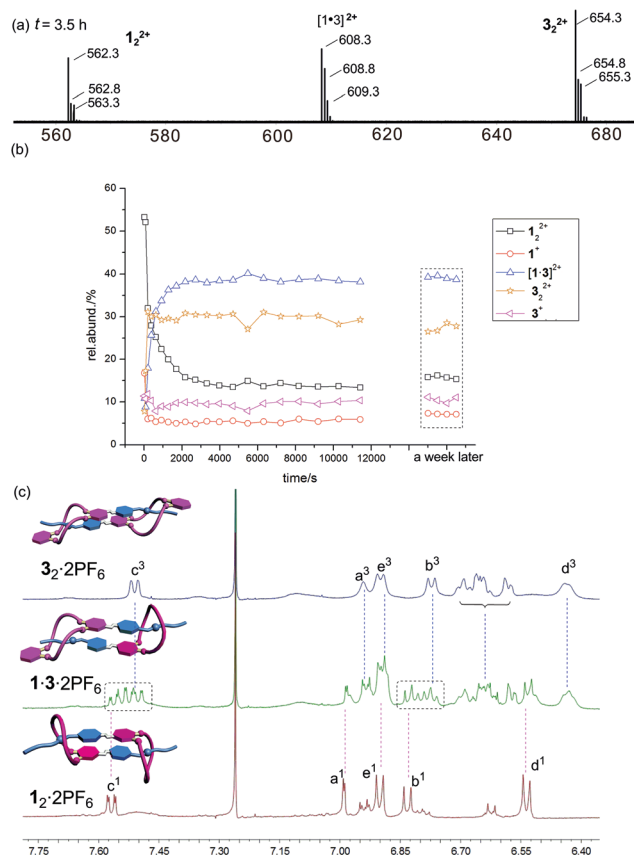 (a) t = 3.5 h
1₂²⁺
[1•3]²⁺
3₂²⁺
562.3
562.8
563.3
608.3
608.8
609.3
654.3
654.8
655.3
560 580 600 620 640 660 680
(b)
60
50
40
30
20
10
0
rel.abund./%
0 2000 4000 6000 8000 10000 12000 a week later
time/s
1₂²⁺
1⁺
[1·3]²⁺
3₂²⁺
3⁺
(c)
c³ a³ e³ b³ d³
3₂·2PF₆
1·3·2PF₆
1₂·2PF₆
c¹ a¹ e¹ b¹ d¹
7.75 7.60 7.45 7.30 7.15 7.00 6.85 6.70 6.55 6.40